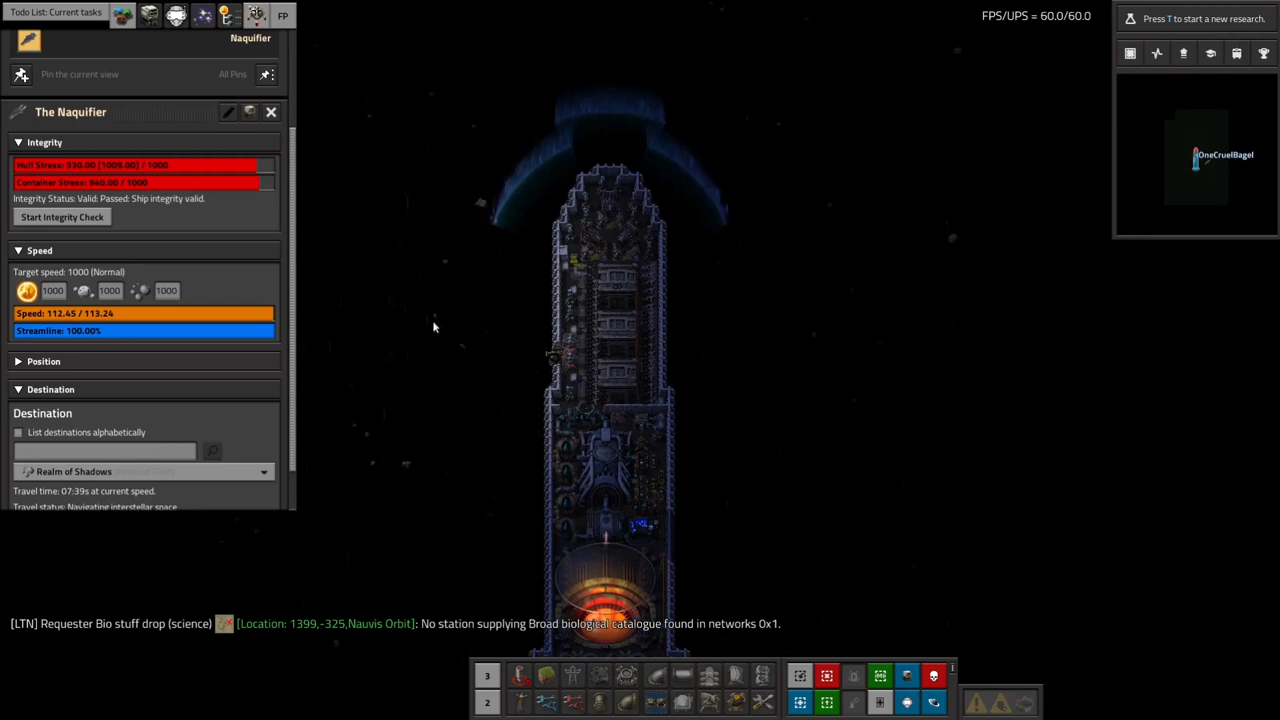 Todo List: Current tasks
FP
FPS/UPS = 60.0/60.0
Press T to start a new research.
Naquifier
Pin the current view
All Pins
The Naquifier
Integrity
Hull Stress: 930.00 [1009.00] / 1000
Container Stress: 940.00 / 1000
Integrity Status: Valid: Passed: Ship integrity valid.
Start Integrity Check
Speed
Target speed: 1000 (Normal)
1000
1000
1000
Speed: 112.45 / 113.24
Streamline: 100.00%
Position
Destination
Destination
List destinations alphabetically
Realm of Shadows
Travel time: 07:39s at current speed.
Travel status: Navigating interstellar space
OneCruelBagel
[LTN] Requester Bio stuff drop (science) [Location: 1399,-325,Nauvis Orbit]: No station supplying Broad biological catalogue found in networks 0x1.
3
2